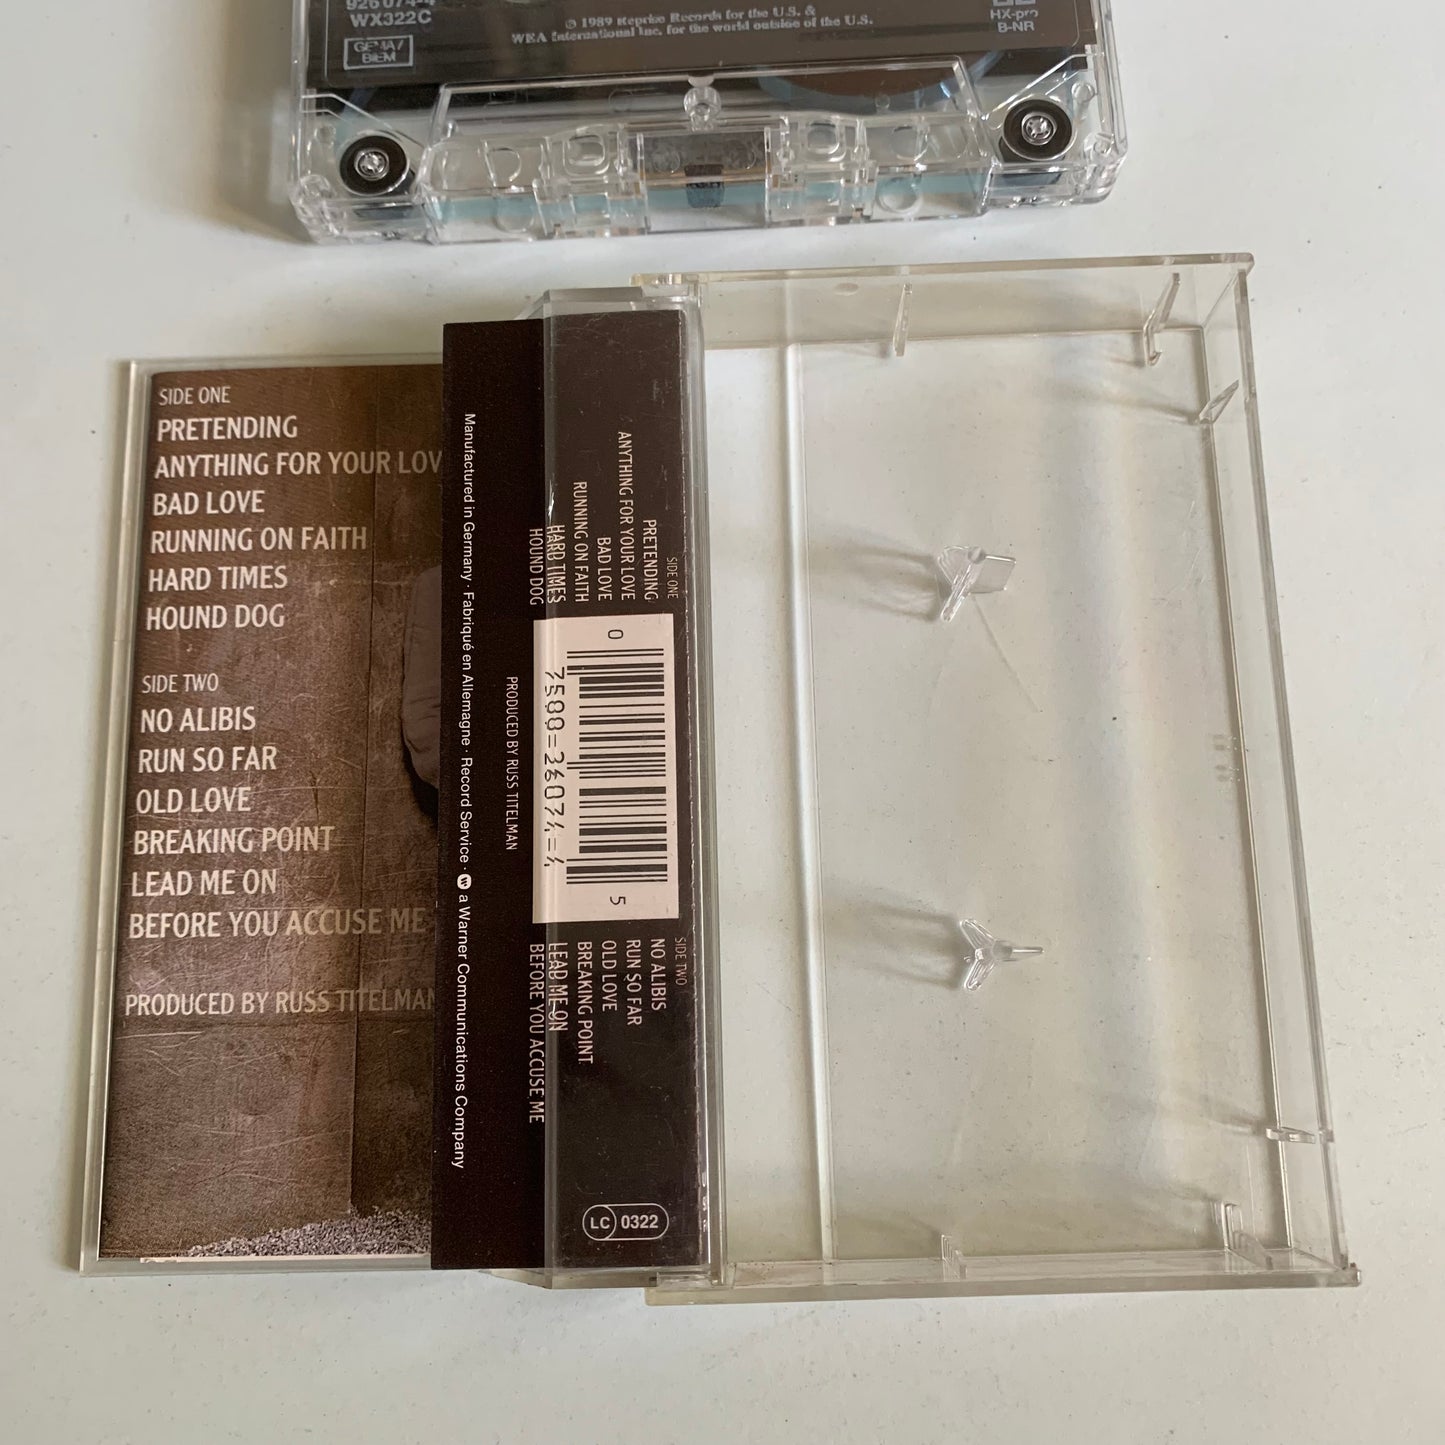 926 074-4
WX322C
GEMA/
BIEM
℗ 1989 Reprise Records for the U.S. &
WEA International Inc. for the world outside of the U.S.
HX-pro
B-NR
SIDE ONE
PRETENDING
ANYTHING FOR YOUR LOV
BAD LOVE
RUNNING ON FAITH
HARD TIMES
HOUND DOG
SIDE TWO
NO ALIBIS
RUN SO FAR
OLD LOVE
BREAKING POINT
LEAD ME ON
BEFORE YOU ACCUSE ME
PRODUCED BY RUSS TITELMAN
SIDE ONE
PRETENDING
ANYTHING FOR YOUR LOVE
BAD LOVE
RUNNING ON FAITH
HARD TIMES
HOUND DOG
0
7500=26074=4
5
SIDE TWO
NO ALIBIS
RUN SO FAR
OLD LOVE
BREAKING POINT
LEAD ME ON
BEFORE YOU ACCUSE ME
PRODUCED BY RUSS TITELMAN
Manufactured in Germany · Fabriqué en Allemagne · Record Service · W a Warner Communications Company
LC 0322